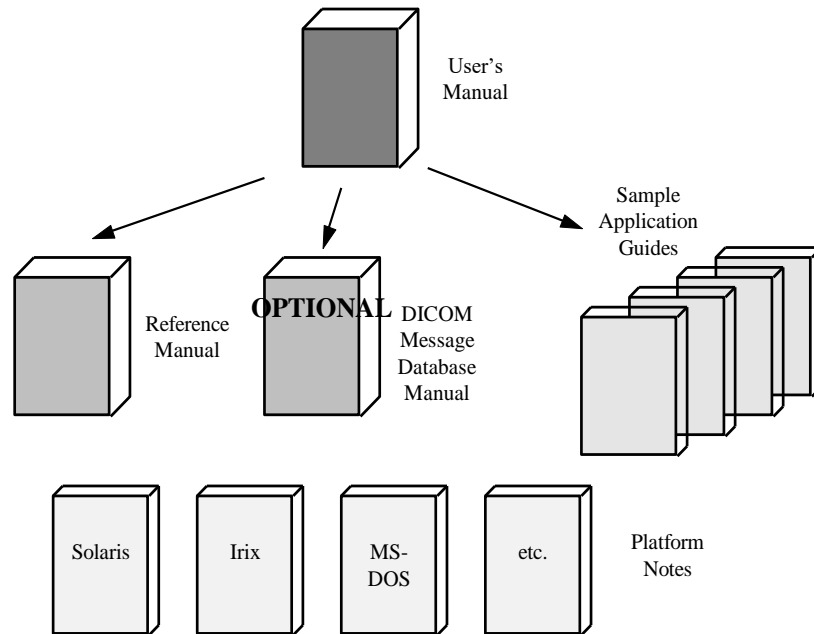 User's
Manual
Sample
Application
Guides
Reference
Manual
OPTIONAL
DICOM
Message
Database
Manual
Solaris
Irix
MS-
DOS
etc.
Platform
Notes